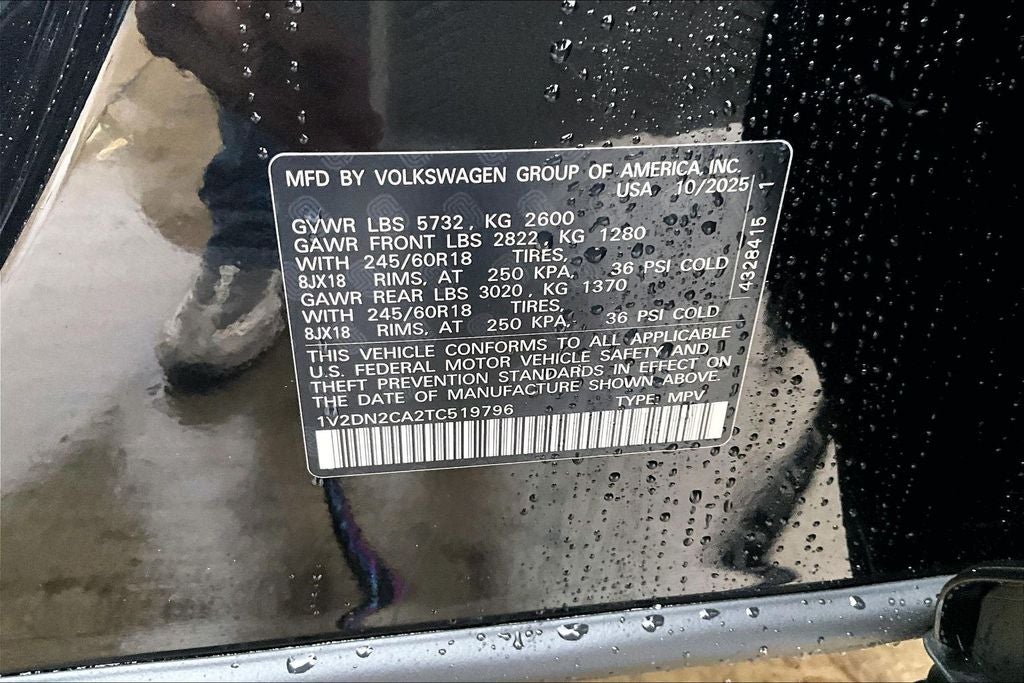 MFD BY VOLKSWAGEN GROUP OF AMERICA, INC.
USA 10/2025
1
4328415
GVWR LBS 5732, KG 2600
GAWR FRONT LBS 2822, KG 1280
WITH 245/60R18 TIRES,
8JX18 RIMS, AT 250 KPA, 36 PSI COLD
GAWR REAR LBS 3020, KG 1370
WITH 245/60R18 TIRES,
8JX18 RIMS, AT 250 KPA, 36 PSI COLD
THIS VEHICLE CONFORMS TO ALL APPLICABLE
U.S. FEDERAL MOTOR VEHICLE SAFETY AND
THEFT PREVENTION STANDARDS IN EFFECT ON
THE DATE OF MANUFACTURE SHOWN ABOVE.
1V2DN2CA2TC519796 TYPE: MPV